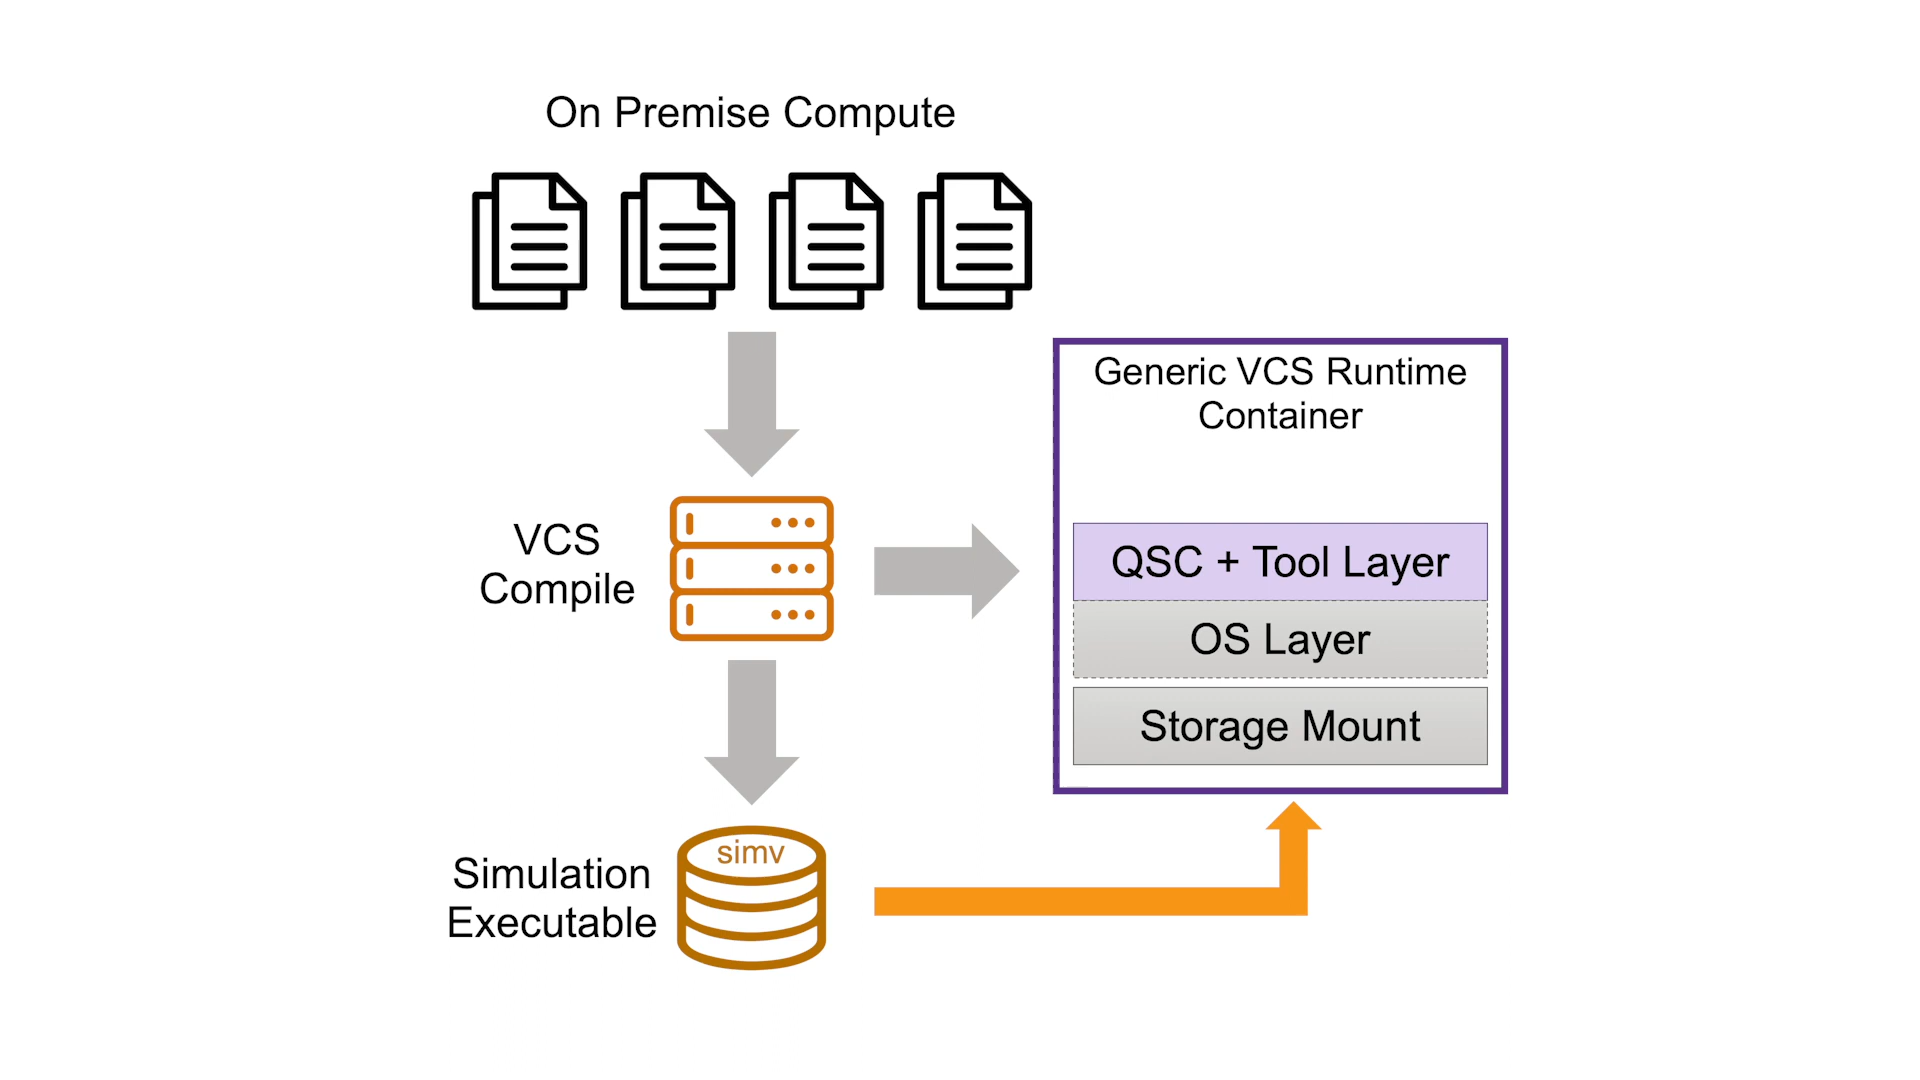 On Premise Compute
Generic VCS Runtime
Container
VCS
Compile
QSC + Tool Layer
OS Layer
Storage Mount
simv
Simulation
Executable